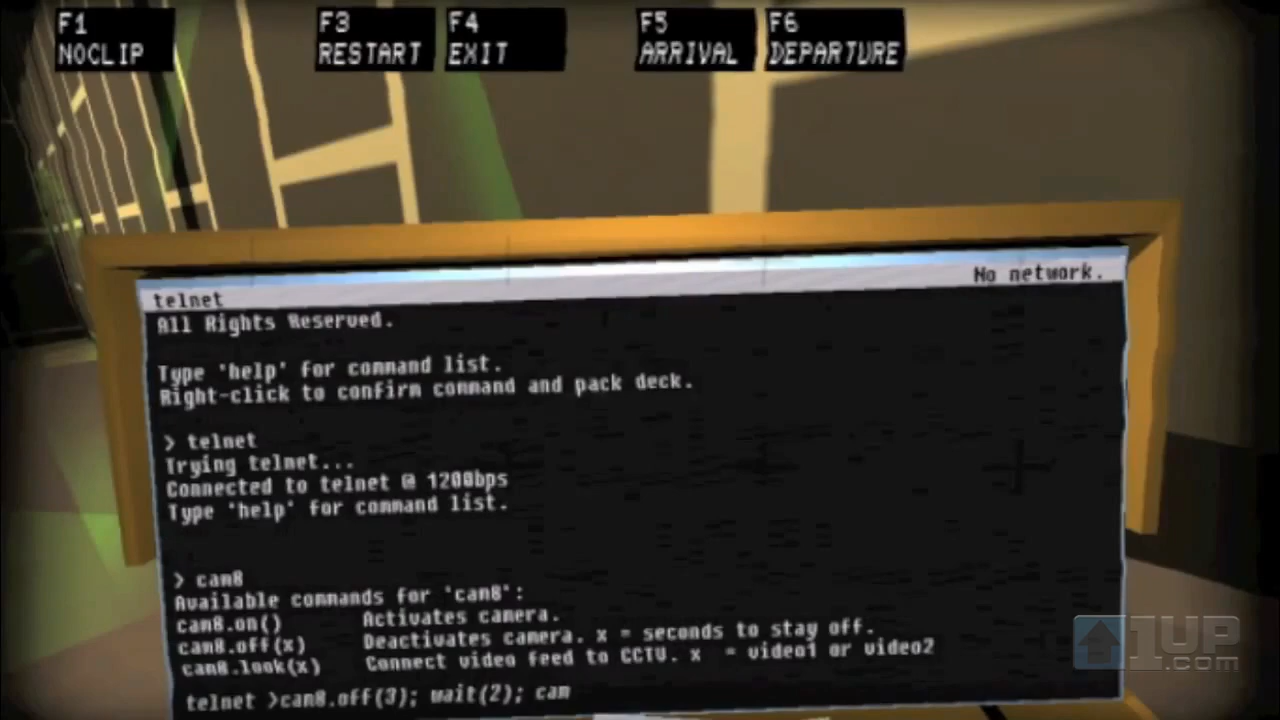 F1 F3 F4 F5 F6
NOCLIP RESTART EXIT ARRIVAL DEPARTURE
telnet No network.
All Rights Reserved.
Type 'help' for command list.
Right-click to confirm command and pack deck.
> telnet
Trying telnet...
Connected to telnet @ 1200bps
Type 'help' for command list.
> cam8
Available commands for 'cam8':
cam8.on() Activates camera.
cam8.off(x) Deactivates camera. x = seconds to stay off.
cam8.look(x) Connect video feed to CCTV. x = video1 or video2
telnet >cam8.off(3); wait(2); cam
1UP
.com